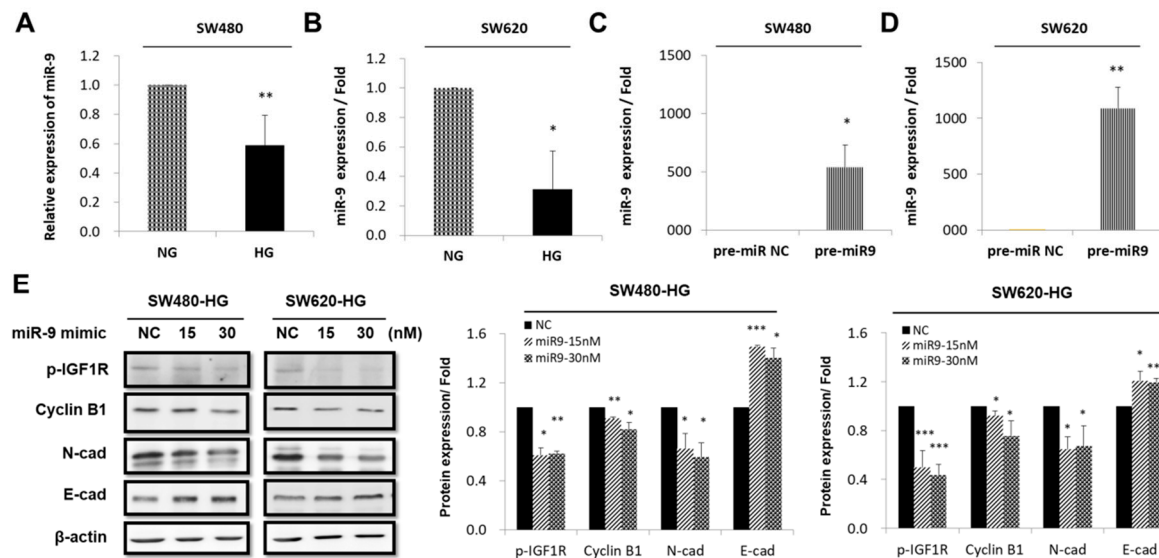 A
SW480
Relative expression of miR-9
1.2
1.0
0.8
0.6
0.4
0.2
0.0
**
NG
HG
B
SW620
miR-9 expression / Fold
1.2
1.0
0.8
0.6
0.4
0.2
0.0
*
NG
HG
C
SW480
miR-9 expression / Fold
1500
1000
500
000
*
pre-miR NC
pre-miR9
D
SW620
miR-9 expression / Fold
1500
1000
500
000
**
pre-miR NC
pre-miR9
E
SW480-HG
SW620-HG
miR-9 mimic NC 15 30 NC 15 30 (nM)
p-IGF1R
Cyclin B1
N-cad
E-cad
β-actin
SW480-HG
Protein expression/ Fold
1.6
1.2
0.8
0.4
0.0
NC
miR9-15nM
miR9-30nM
* ** ** * * * *** *
p-IGF1R Cyclin B1 N-cad E-cad
SW620-HG
Protein expression/ Fold
1.6
1.2
0.8
0.4
0.0
NC
miR9-15nM
miR9-30nM
*** *** * * * * * **
p-IGF1R Cyclin B1 N-cad E-cad